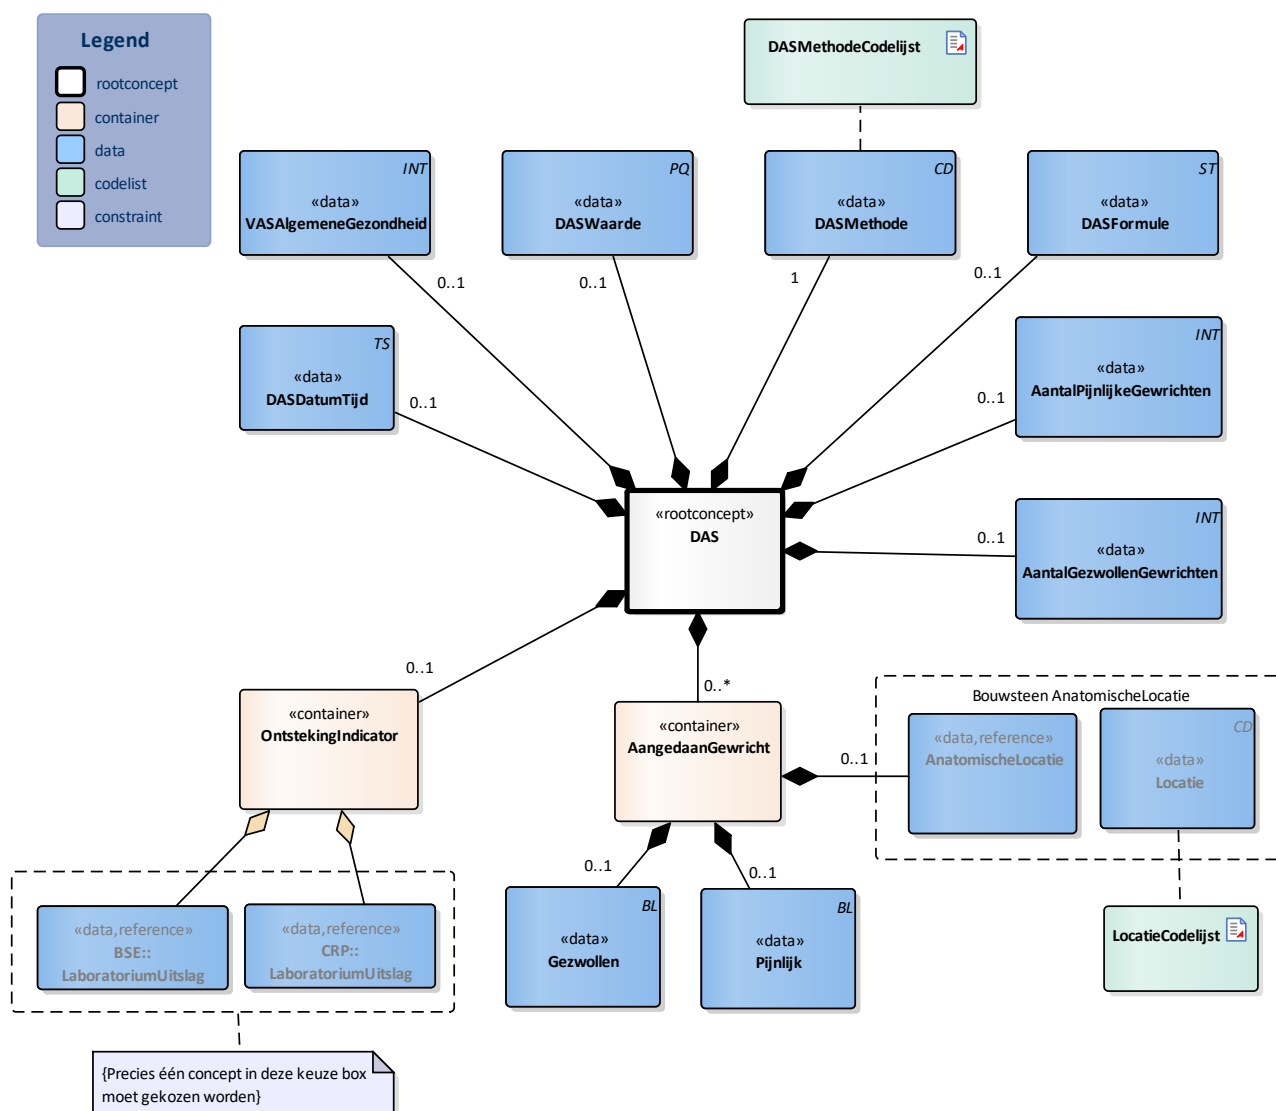 Legend
rootconcept
container
data
codelist
constraint
DASMethodeCodelijst
INT
«data»
VASAlgemeneGezondheid
PQ
«data»
DASWaarde
CD
«data»
DASMethode
ST
«data»
DASFormule
0..1
0..1
1
0..1
TS
«data»
DASDatumTijd
0..1
INT
«data»
AantalPijnlijkeGewrichten
0..1
«rootconcept»
DAS
INT
«data»
AantalGezwollenGewrichten
0..1
0..1
0..*
«container»
OntstekingIndicator
«container»
AangedaanGewricht
0..1
Bouwsteen AnatomischeLocatie
«data,reference»
AnatomischeLocatie
CD
«data»
Locatie
0..1
0..1
«data,reference»
BSE::
LaboratoriumUitslag
«data,reference»
CRP::
LaboratoriumUitslag
BL
«data»
Gezwollen
BL
«data»
Pijnlijk
LocatieCodelijst
{Precies één concept in deze keuze box
moet gekozen worden}